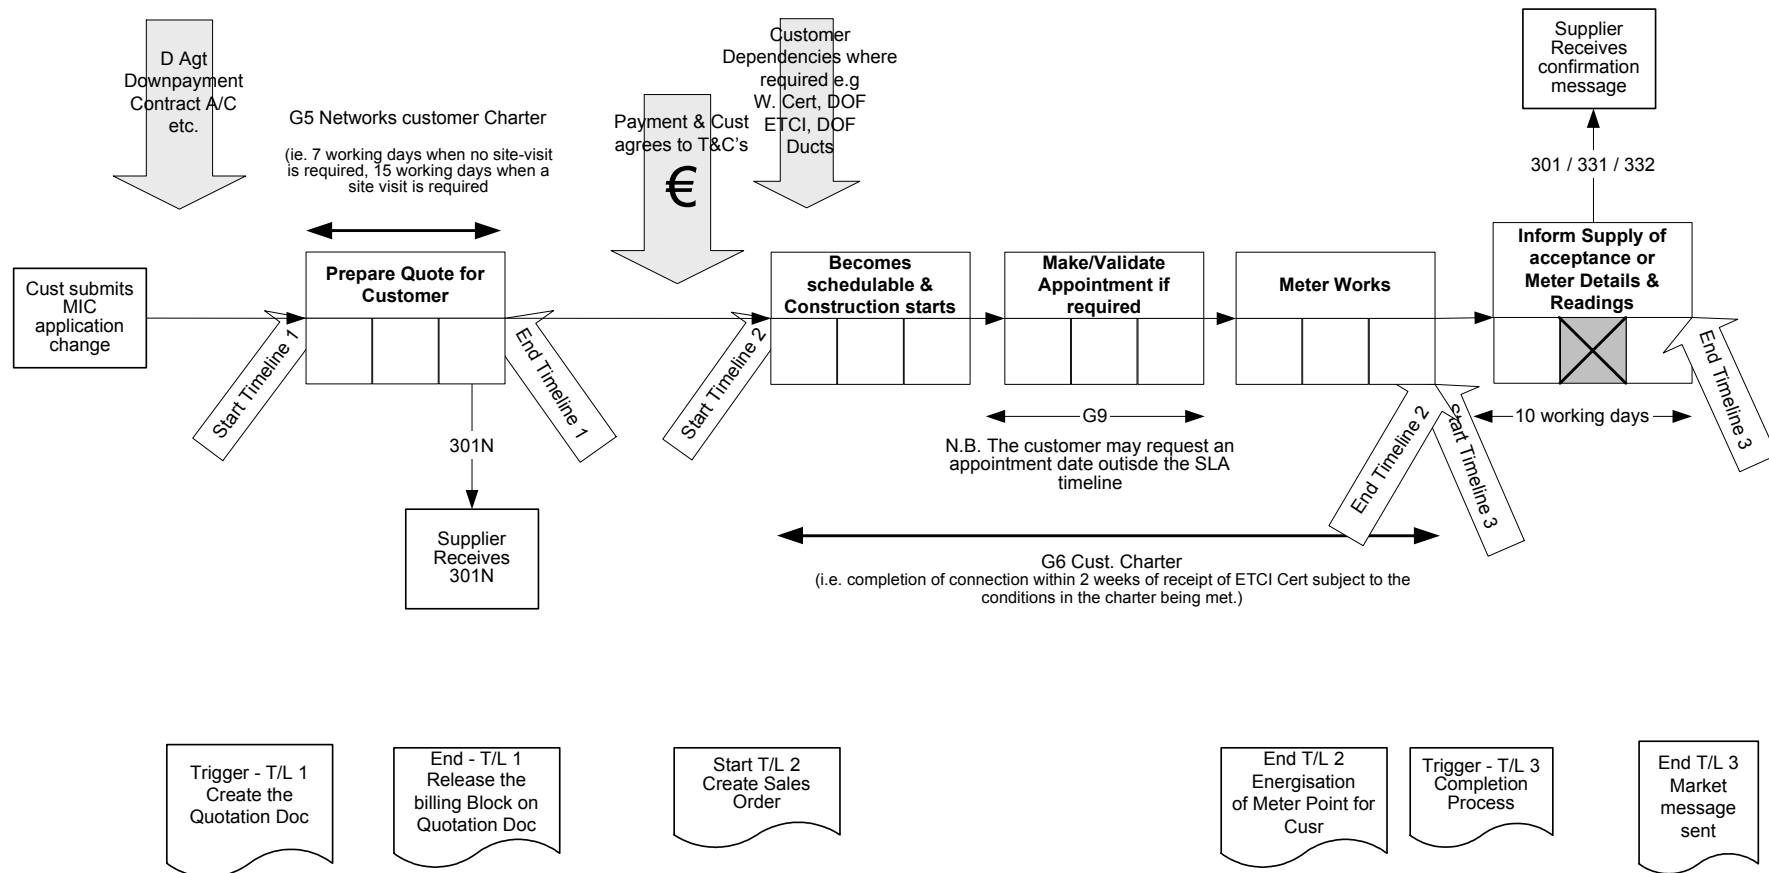 D Agt
Downpayment
Contract A/C
etc.
G5 Networks customer Charter
(ie. 7 working days when no site-visit
is required, 15 working days when a
site visit is required
Payment & Cust
agrees to T&C's
€
Customer
Dependencies where
required e.g
W. Cert, DOF
ETCI, DOF
Ducts
Supplier
Receives
confirmation
message
301 / 331 / 332
Cust submits
MIC
application
change
Start Timeline 1
Prepare Quote for
Customer
End Timeline 1
301N
Supplier
Receives
301N
Start Timeline 2
Becomes
schedulable &
Construction starts
Make/Validate
Appointment if
required
G9
N.B. The customer may request an
appointment date outisde the SLA
timeline
Meter Works
End Timeline 2
Start Timeline 3
Inform Supply of
acceptance or
Meter Details &
Readings
10 working days
End Timeline 3
G6 Cust. Charter
(i.e. completion of connection within 2 weeks of receipt of ETCI Cert subject to the
conditions in the charter being met.)
Trigger - T/L 1
Create the
Quotation Doc
End - T/L 1
Release the
billing Block on
Quotation Doc
Start T/L 2
Create Sales
Order
End T/L 2
Energisation
of Meter Point for
Cusr
Trigger - T/L 3
Completion
Process
End T/L 3
Market
message
sent